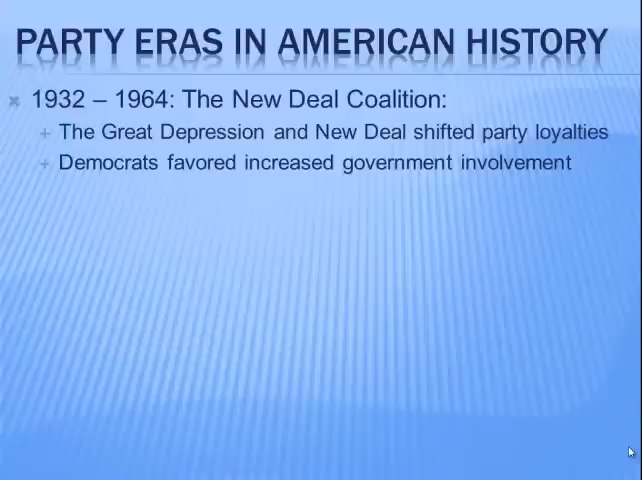 PARTY ERAS IN AMERICAN HISTORY
1932 – 1964: The New Deal Coalition:
The Great Depression and New Deal shifted party loyalties
Democrats favored increased government involvement